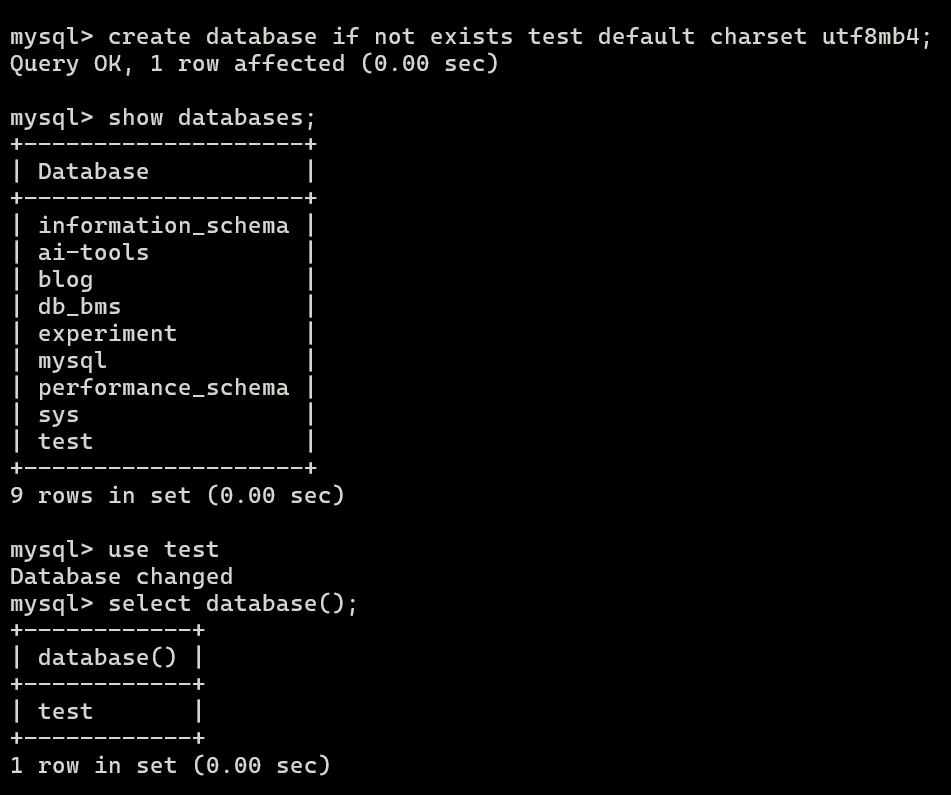 mysql> create database if not exists test default charset utf8mb4;
Query OK, 1 row affected (0.00 sec)

mysql> show databases;
+--------------------+
| Database           |
+--------------------+
| information_schema |
| ai-tools           |
| blog               |
| db_bms             |
| experiment         |
| mysql              |
| performance_schema |
| sys                |
| test               |
+--------------------+
9 rows in set (0.00 sec)

mysql> use test
Database changed
mysql> select database();
+------------+
| database() |
+------------+
| test       |
+------------+
1 row in set (0.00 sec)